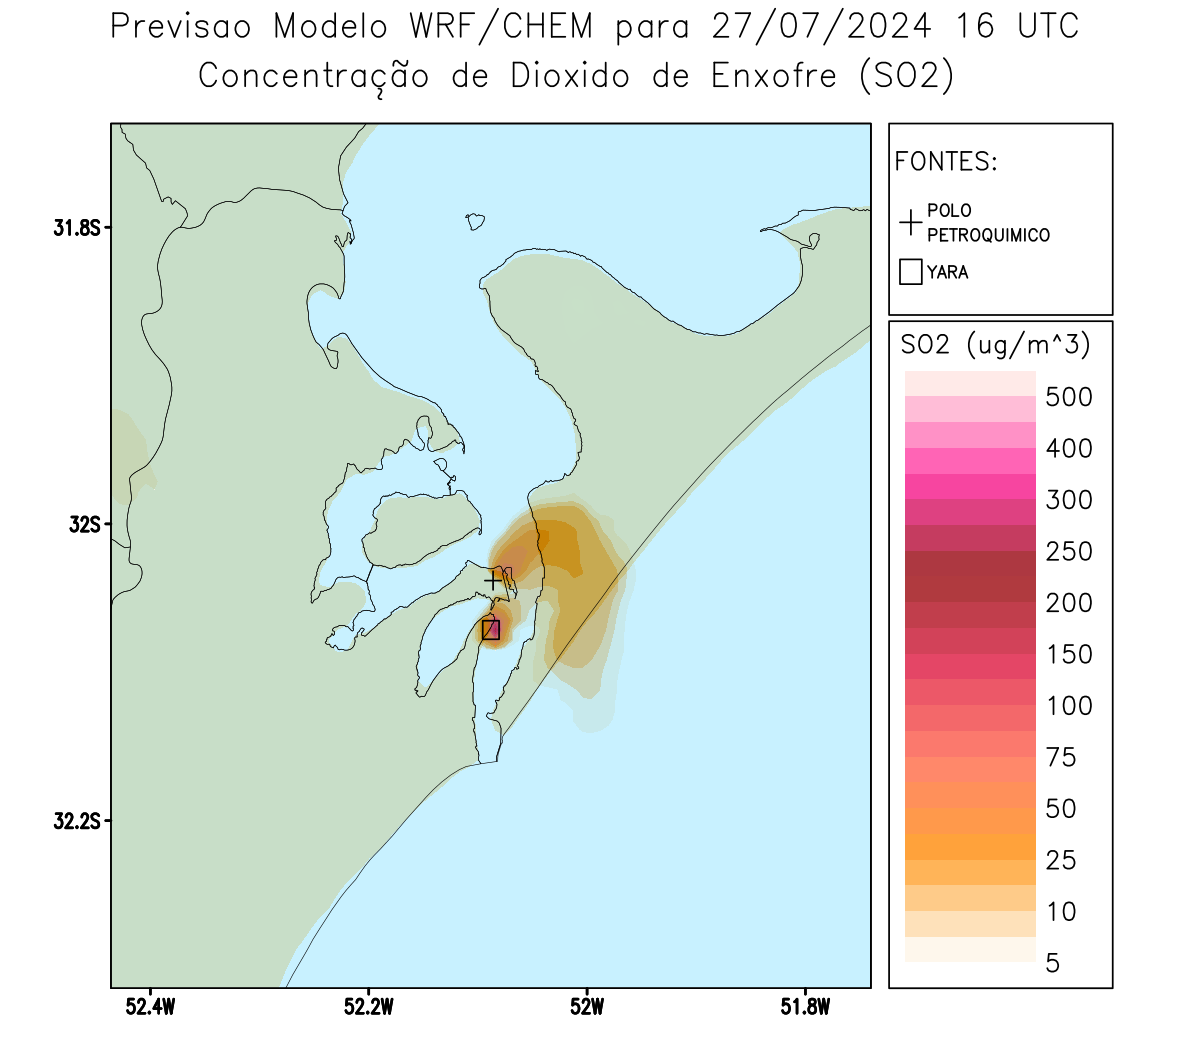 Previsao Modelo WRF/CHEM para 27/07/2024 16 UTC
Concentração de Dioxido de Enxofre (SO2)
FONTES:
POLO
PETROQUIMICO
YARA
SO2 (ug/m^3)
500
400
300
250
200
150
100
75
50
25
10
5
31.8S
32S
32.2S
52.4W
52.2W
52W
51.8W